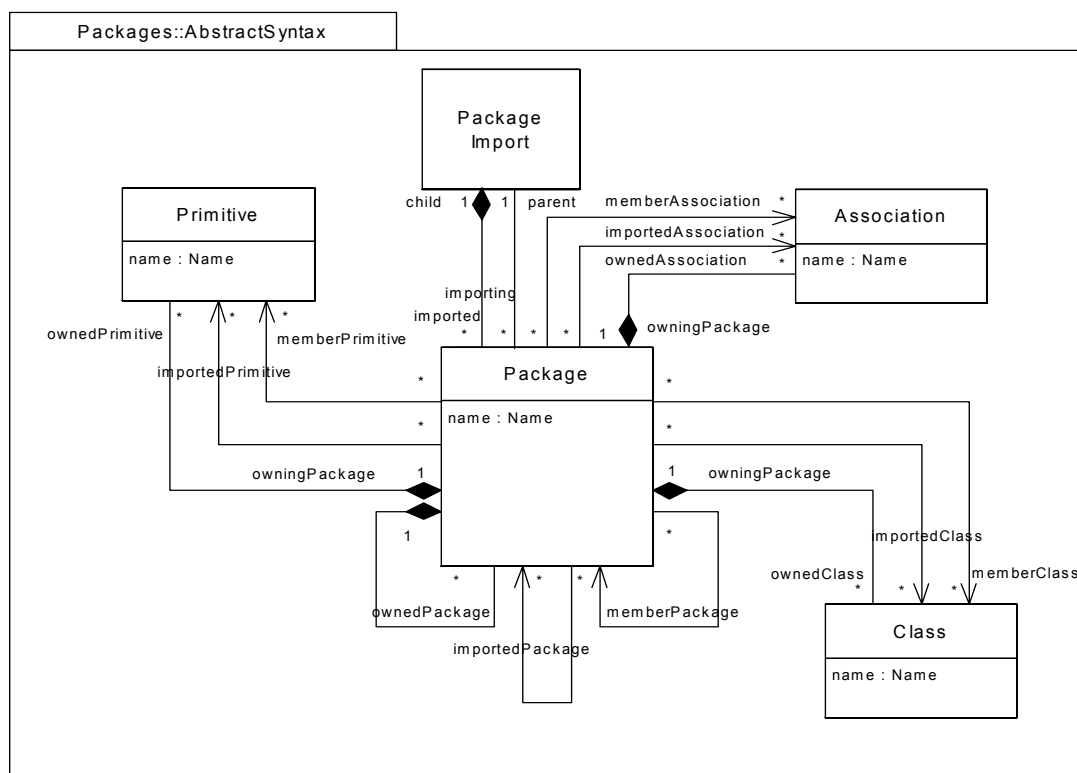 Packages::AbstractSyntax
Package
Import
child 1 1 parent
memberAssociation *
importedAssociation *
ownedAssociation *
Association
name : Name
Primitive
name : Name
importing
imported
* * * * 1
owningPackage
ownedPrimitive * * *
memberPrimitive
importedPrimitive
Package
name : Name
* *
* *
owningPackage 1
1 owningPackage
1 *
* * *
ownedPackage
importedPackage
memberPackage
importedClass
ownedClass
memberClass
* * *
Class
name : Name